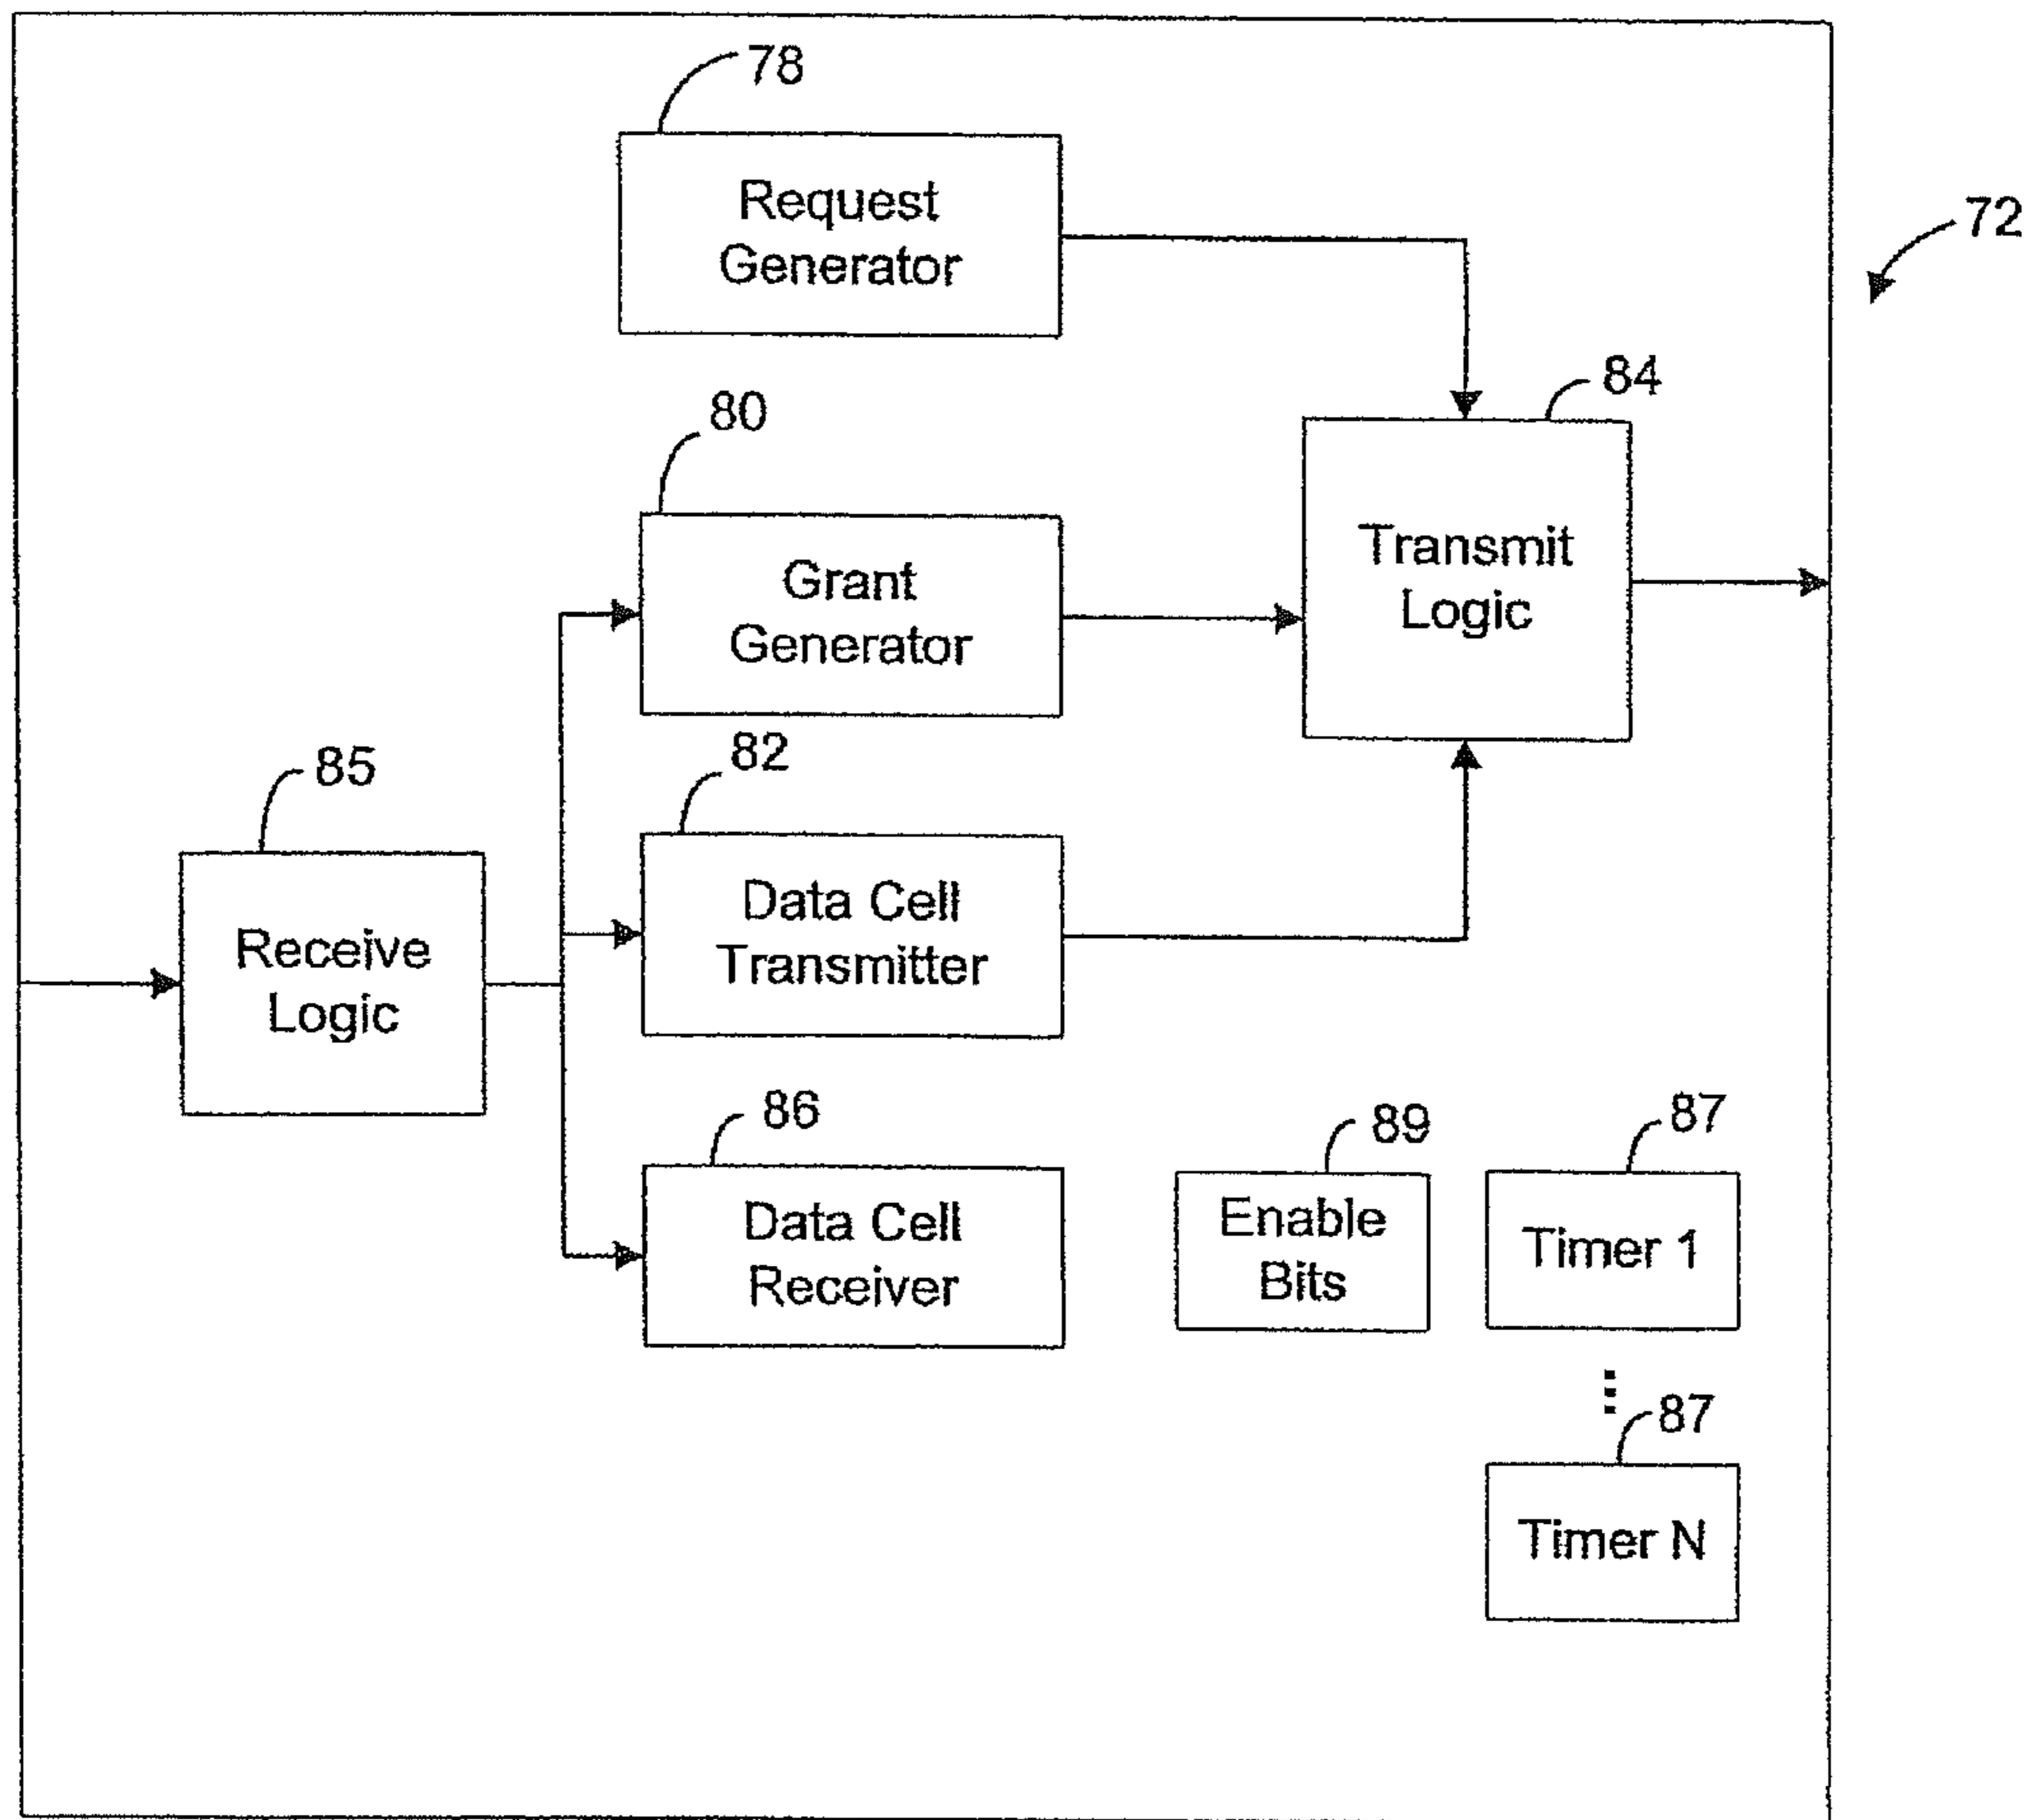 78
Request
Generator
72
84
80
Grant
Generator
Transmit
Logic
82
85
Data Cell
Transmitter
Receive
Logic
86
89
87
Data Cell
Receiver
Enable
Bits
Timer 1
87
Timer N